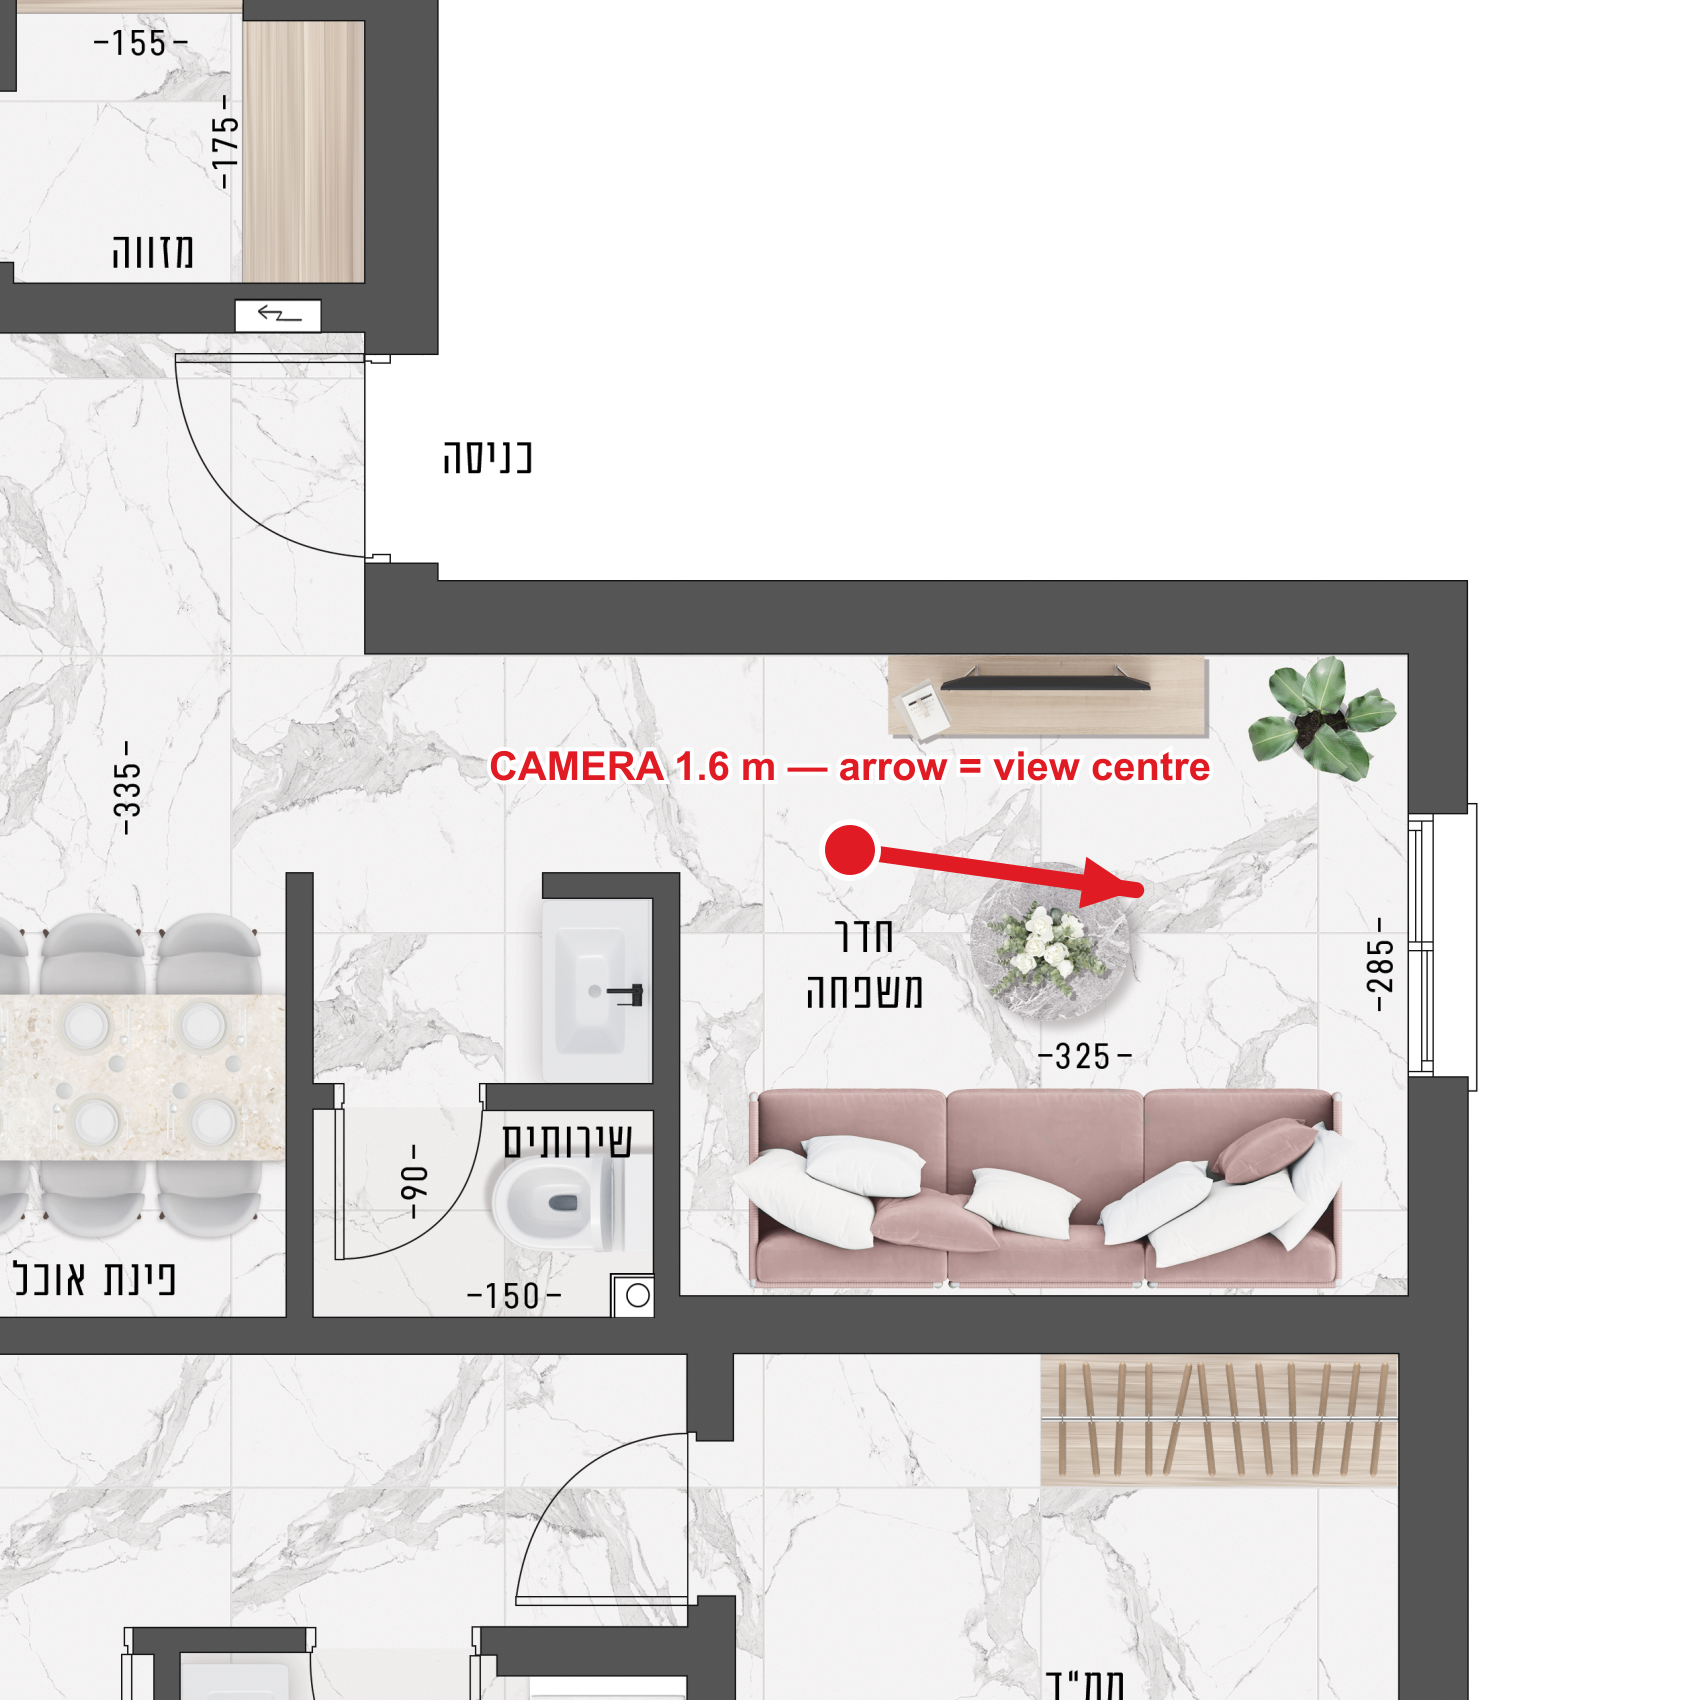 –155–
–175–
מזווה
כניסה
–335–
CAMERA 1.6 m — arrow = view centre
חדר
משפחה
–285–
–325–
שירותים
–90–
–150–
פינת אוכל
ממ"ד